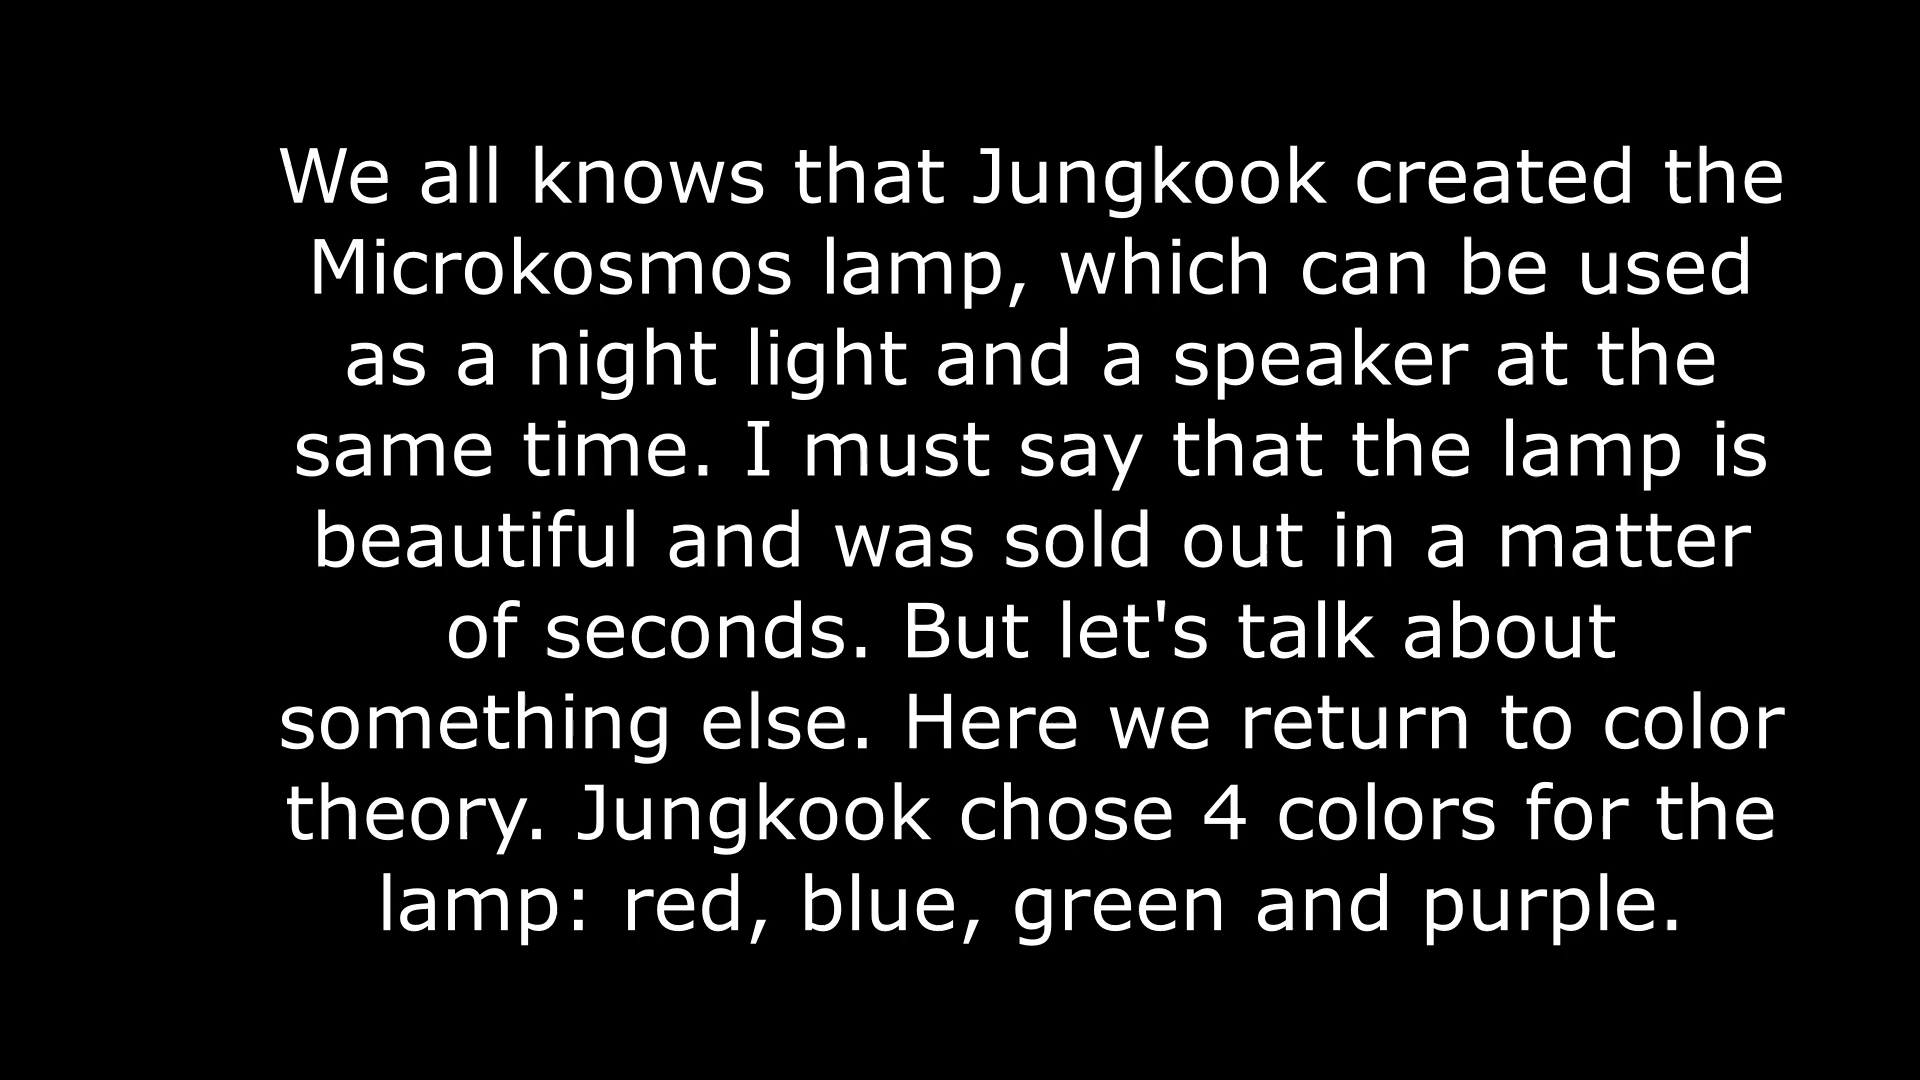 We all knows that Jungkook created the
Microkosmos lamp, which can be used
as a night light and a speaker at the
same time. I must say that the lamp is
beautiful and was sold out in a matter
of seconds. But let's talk about
something else. Here we return to color
theory. Jungkook chose 4 colors for the
lamp: red, blue, green and purple.